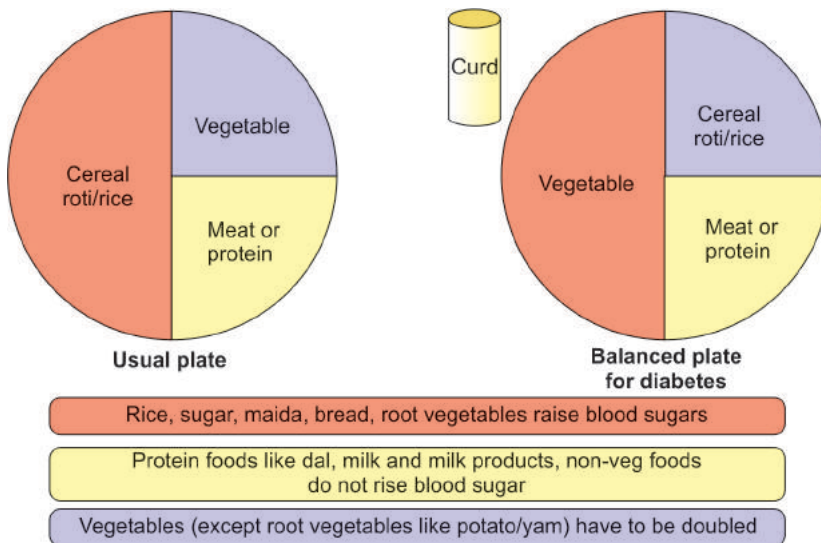 Curd
Cereal
roti/rice
Vegetable
Meat or
protein
Usual plate
Vegetable
Cereal
roti/rice
Meat or
protein
Balanced plate
for diabetes
Rice, sugar, maida, bread, root vegetables raise blood sugars
Protein foods like dal, milk and milk products, non-veg foods
do not rise blood sugar
Vegetables (except root vegetables like potato/yam) have to be doubled